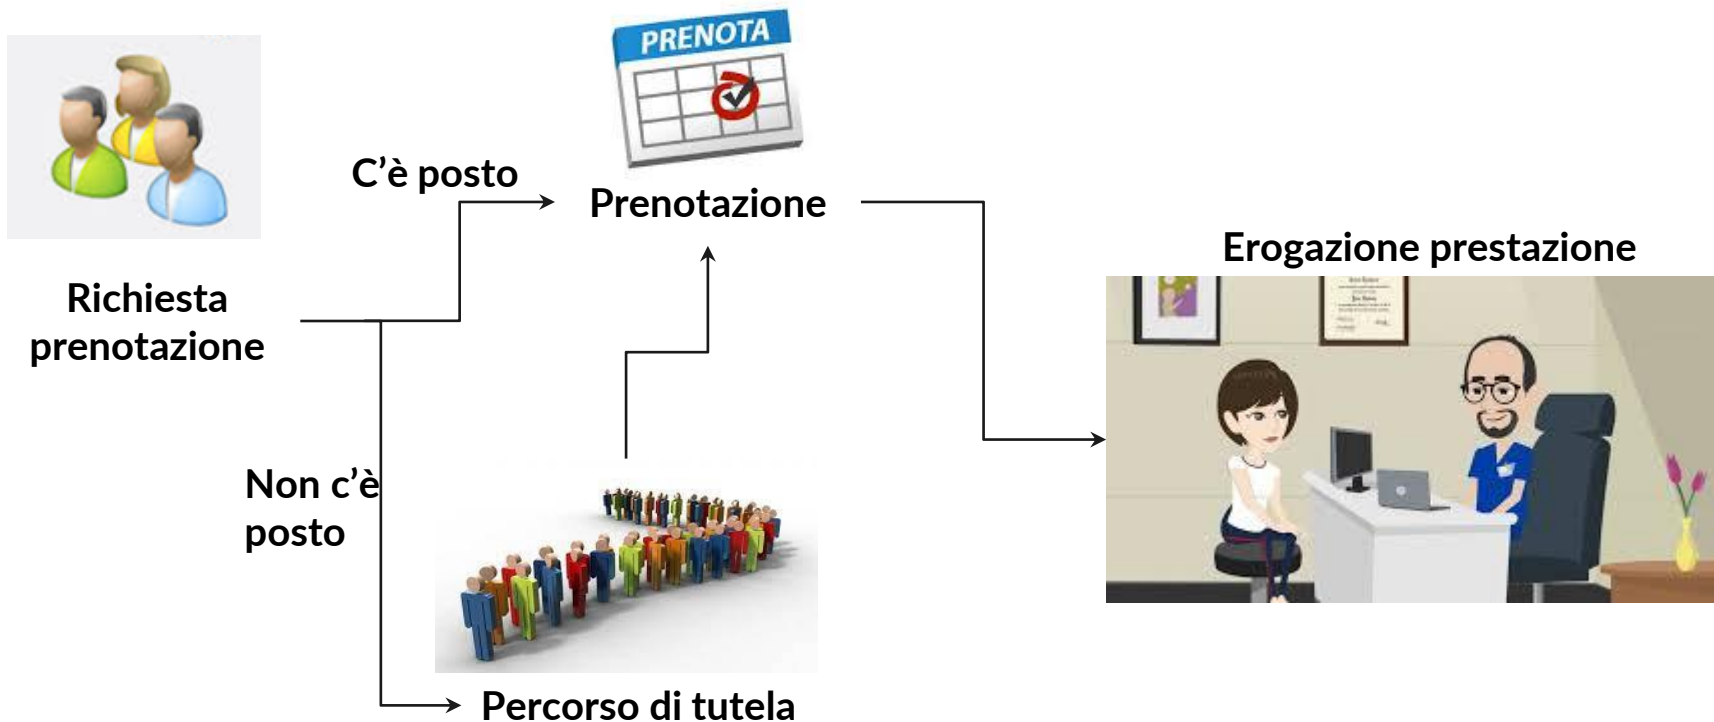 PRENOTA
C’è posto
Prenotazione
Erogazione prestazione
Richiesta
prenotazione
Non c’è
posto
Percorso di tutela